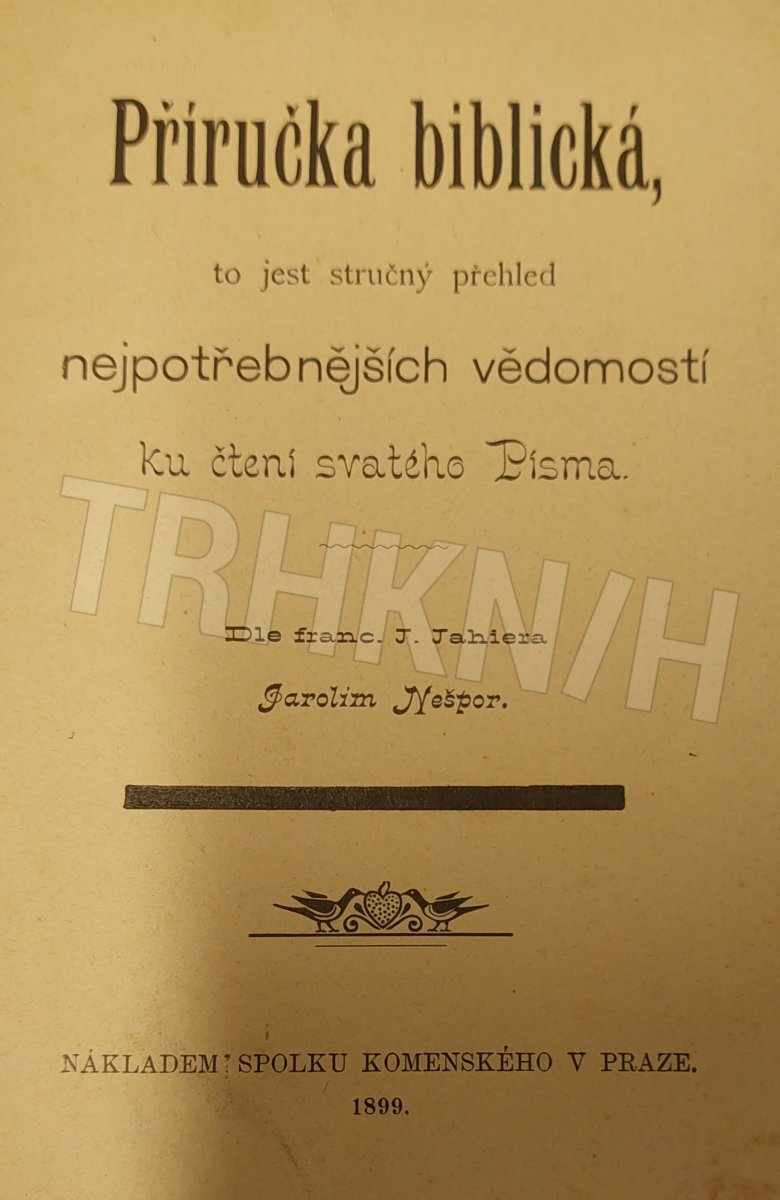 Příručka biblická,
to jest stručný přehled
nejpotřebnějších vědomostí
ku čtení svatého Písma.
TRHKN/H
Dle franc. J. Jahiera
Jarolím Nešpor.
NÁKLADEM SPOLKU KOMENSKÉHO V PRAZE.
1899.